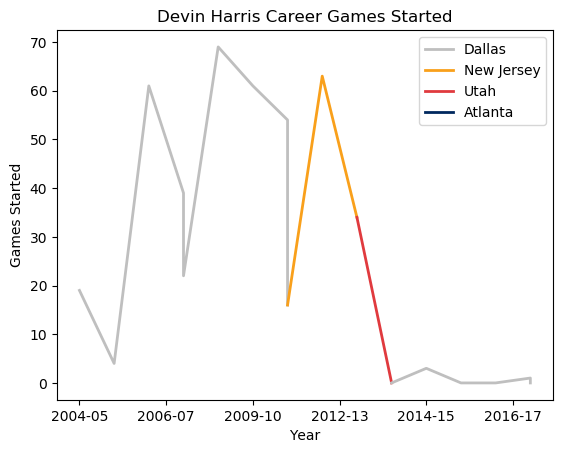 Devin Harris Career Games Started
Dallas
New Jersey
Utah
Atlanta
Games Started
70
60
50
40
30
20
10
0
2004-05 2006-07 2009-10 2012-13 2014-15 2016-17
Year